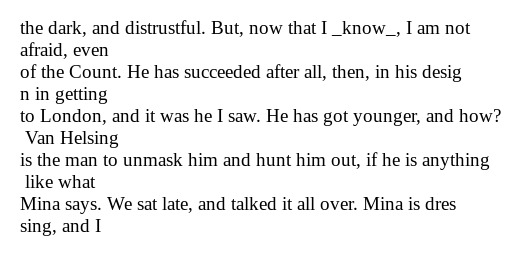 the dark, and distrustful. But, now that I _know_, I am not
afraid, even
of the Count. He has succeeded after all, then, in his desig
n in getting
to London, and it was he I saw. He has got younger, and how?
 Van Helsing
is the man to unmask him and hunt him out, if he is anything
 like what
Mina says. We sat late, and talked it all over. Mina is dres
sing, and I